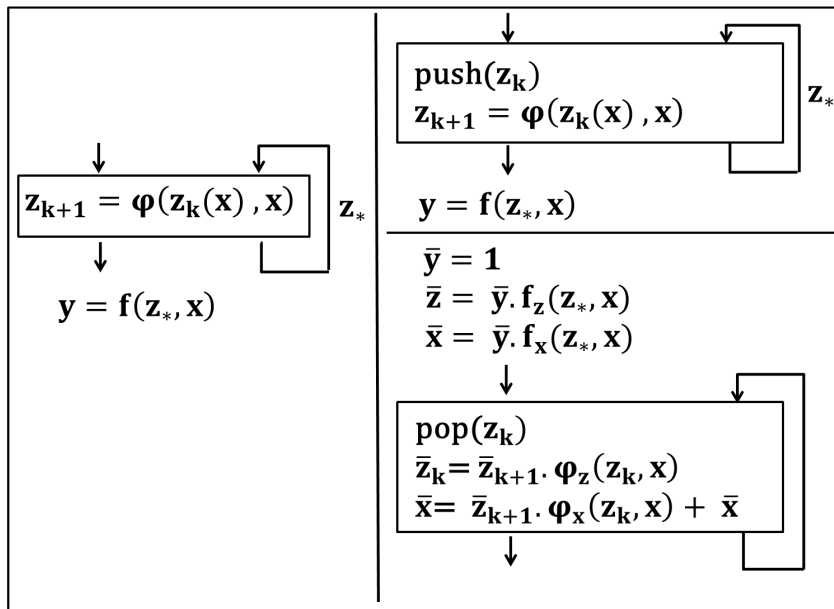 z_{k+1} = φ(z_k(x) , x)
z_*
y = f(z_*, x)
push(z_k)
z_{k+1} = φ(z_k(x) , x)
z_*
y = f(z_*, x)
ȳ = 1
z̄ = ȳ. f_z(z_*, x)
x̄ = ȳ. f_x(z_*, x)
pop(z_k)
z̄_k= z̄_{k+1}. φ_z(z_k, x)
x̄= z̄_{k+1}. φ_x(z_k, x) + x̄